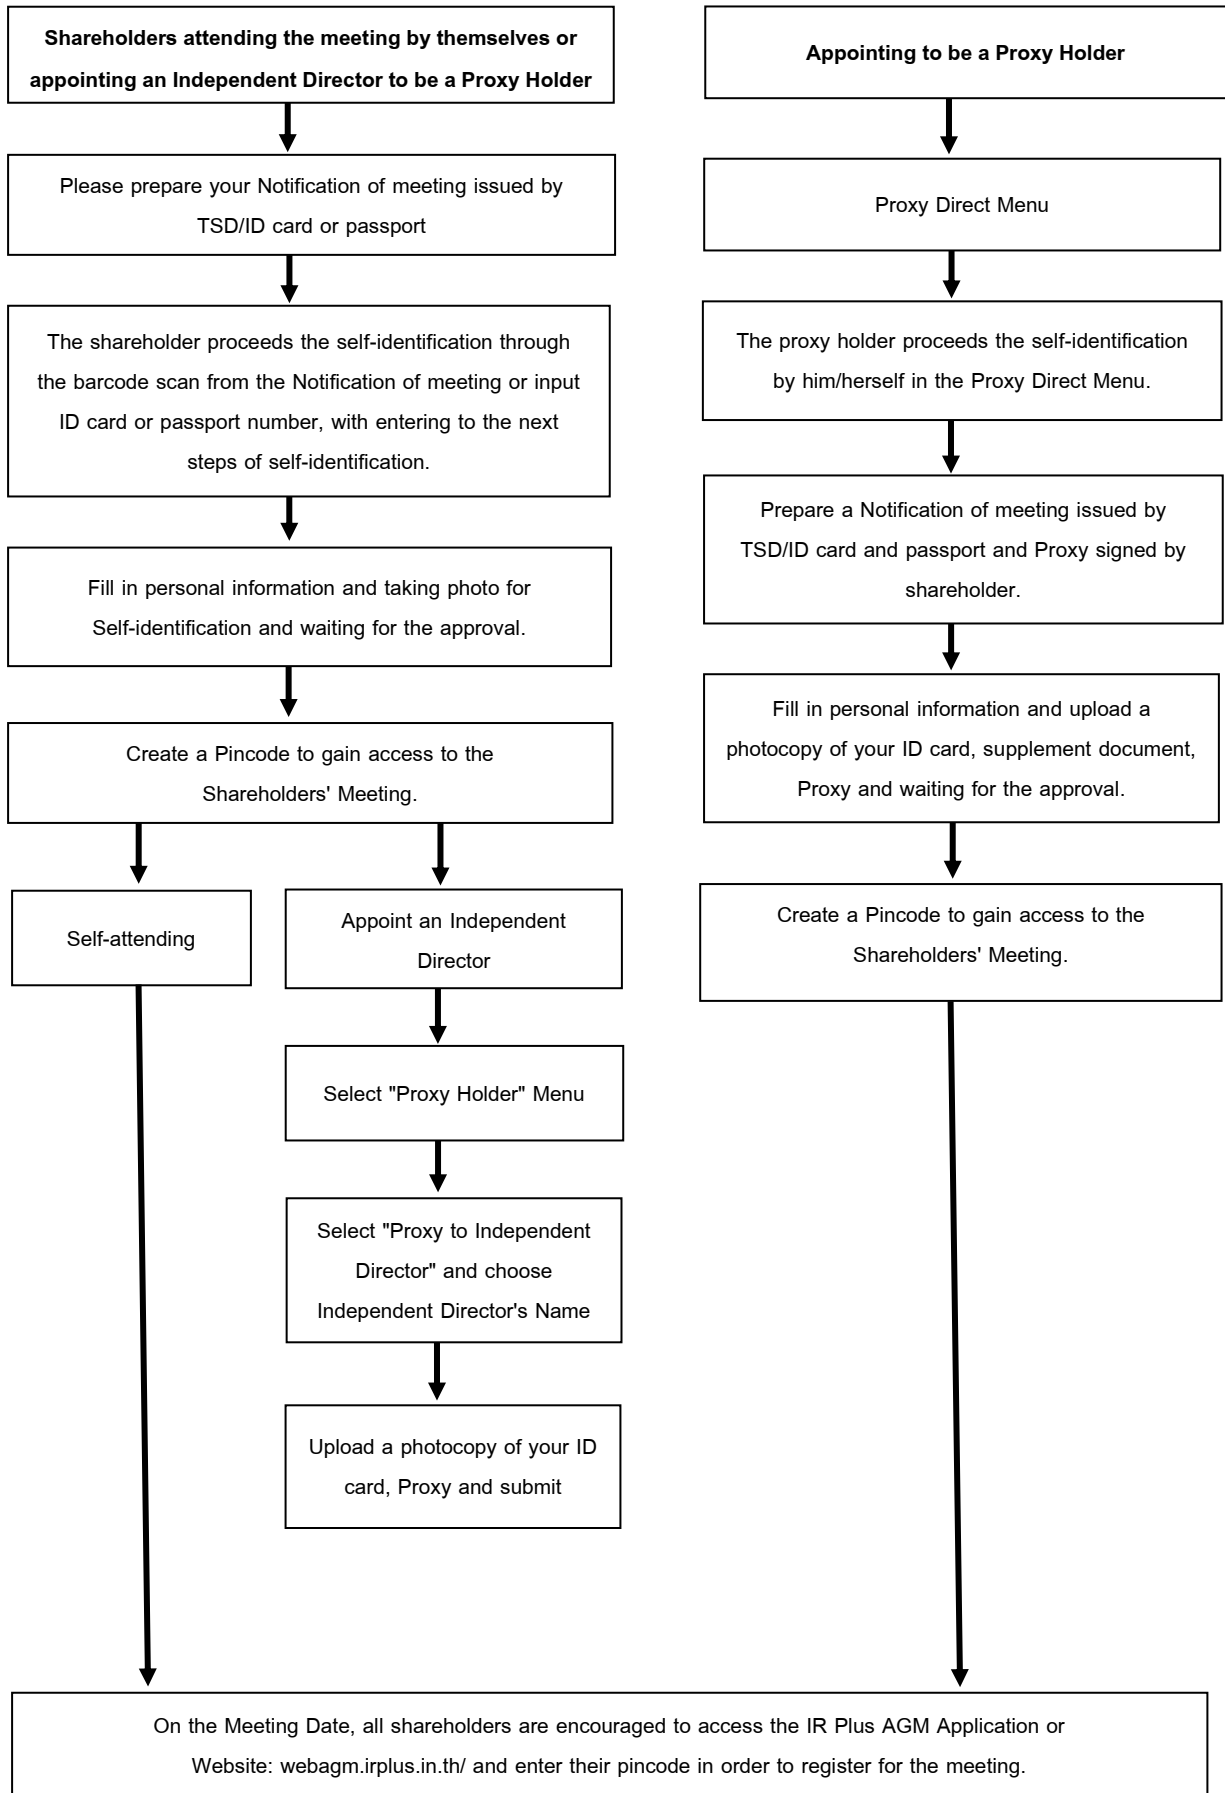 Shareholders attending the meeting by themselves or
appointing an Independent Director to be a Proxy Holder
Please prepare your Notification of meeting issued by
TSD/ID card or passport
The shareholder proceeds the self-identification through
the barcode scan from the Notification of meeting or input
ID card or passport number, with entering to the next
steps of self-identification.
Fill in personal information and taking photo for
Self-identification and waiting for the approval.
Create a Pincode to gain access to the
Shareholders' Meeting.
Self-attending
Appoint an Independent
Director
Select "Proxy Holder" Menu
Select "Proxy to Independent
Director" and choose
Independent Director's Name
Upload a photocopy of your ID
card, Proxy and submit
Appointing to be a Proxy Holder
Proxy Direct Menu
The proxy holder proceeds the self-identification
by him/herself in the Proxy Direct Menu.
Prepare a Notification of meeting issued by
TSD/ID card and passport and Proxy signed by
shareholder.
Fill in personal information and upload a
photocopy of your ID card, supplement document,
Proxy and waiting for the approval.
Create a Pincode to gain access to the
Shareholders' Meeting.
On the Meeting Date, all shareholders are encouraged to access the IR Plus AGM Application or
Website: webagm.irplus.in.th/ and enter their pincode in order to register for the meeting.